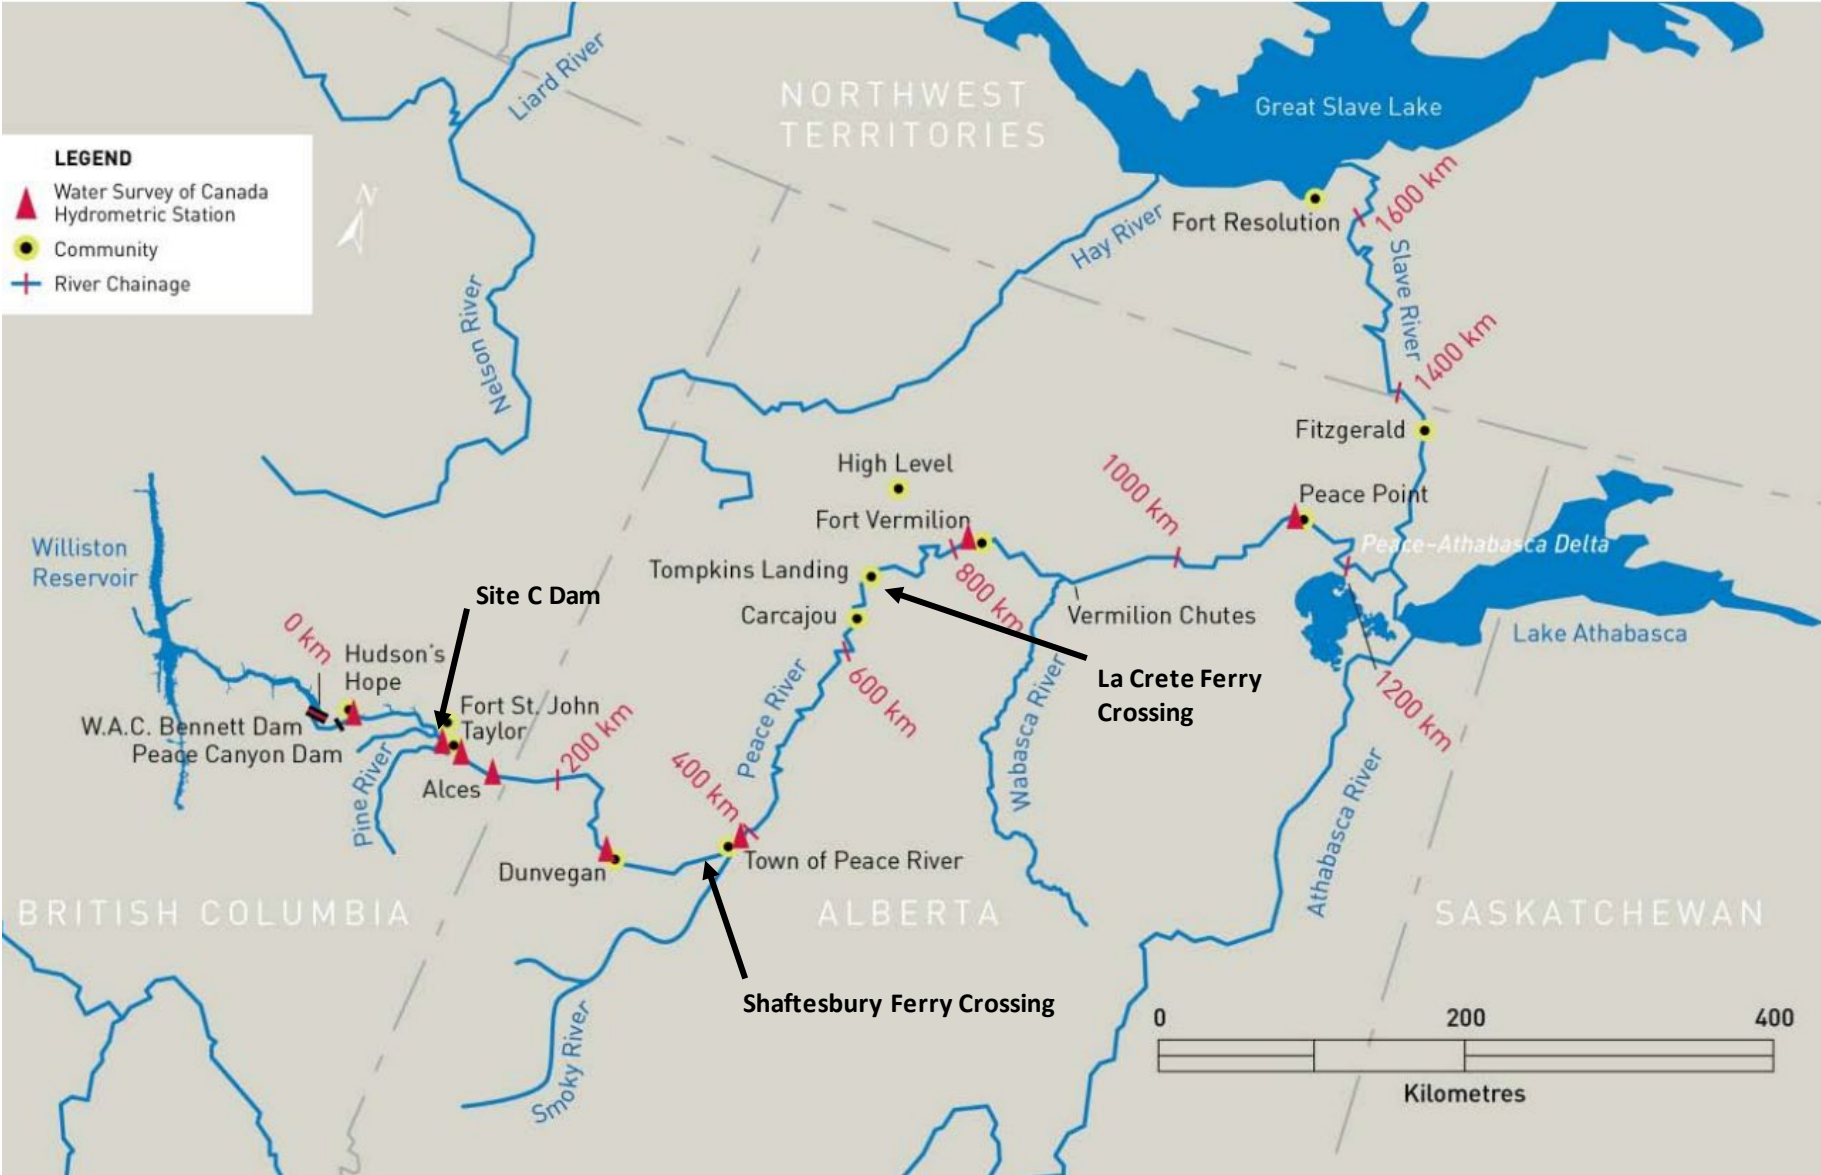 Liard River
NORTHWEST
TERRITORIES
Great Slave Lake
LEGEND
Water Survey of Canada
Hydrometric Station
Community
River Chainage
N
Fort Resolution
1600 km
Hay River
Slave River
Nelson River
1400 km
Fitzgerald
High Level
1000 km
Peace Point
Fort Vermilion
Williston
Reservoir
Peace-Athabasca Delta
Tompkins Landing
Site C Dam
800 km
Carcajou
Vermilion Chutes
Lake Athabasca
0 km
Hudson's
Hope
La Crete Ferry
Crossing
Wabasca River
Peace River
600 km
1200 km
Fort St. John
W.A.C. Bennett Dam
Taylor
Peace Canyon Dam
200 km
400 km
Pine River
Alces
Athabasca River
Dunvegan
Town of Peace River
BRITISH COLUMBIA
ALBERTA
SASKATCHEWAN
Shaftesbury Ferry Crossing
Smoky River
0 200 400
Kilometres